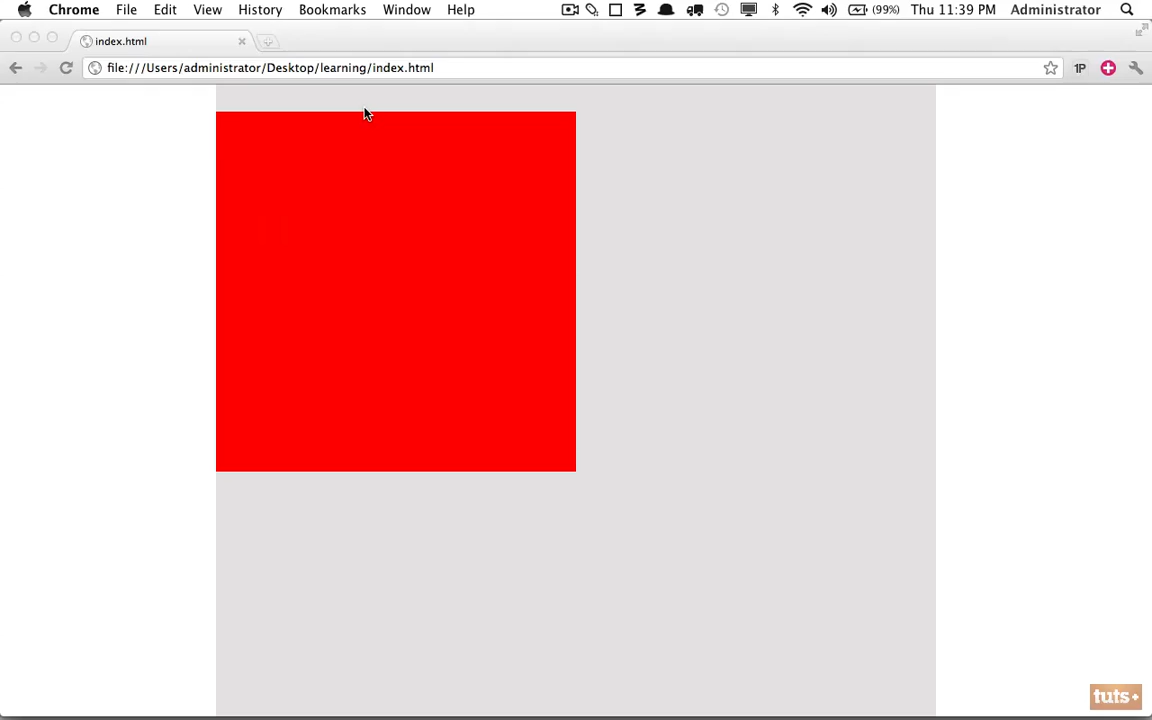 Chrome File Edit View History Bookmarks Window Help (99%) Thu 11:39 PM Administrator
index.html
file:///Users/administrator/Desktop/learning/index.html 1P
tuts+